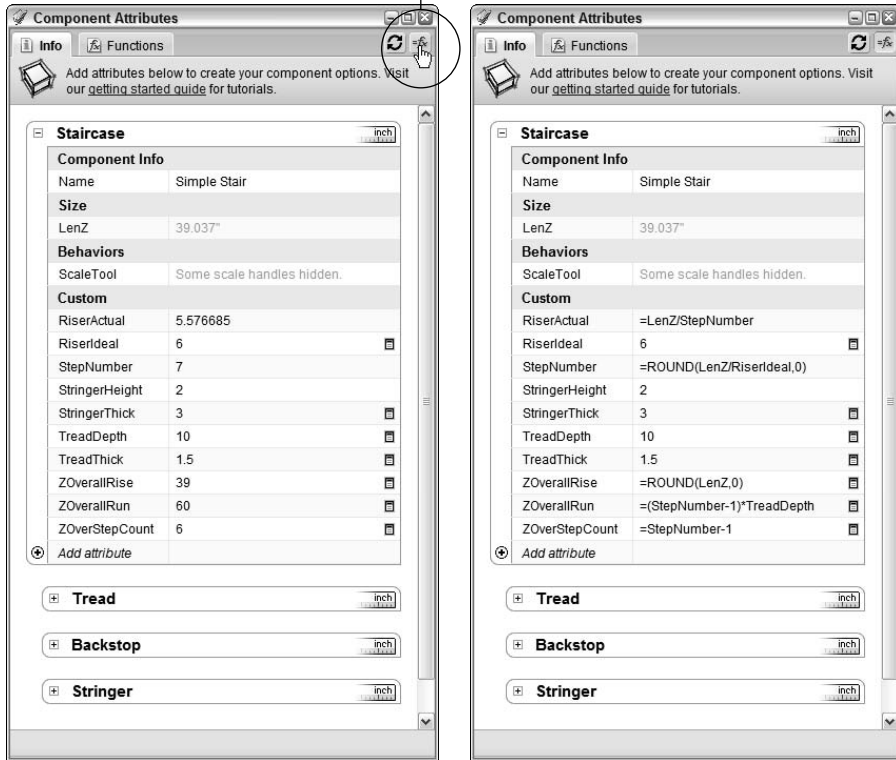 Component Attributes
Info
Functions
=fx
Add attributes below to create your component options. Visit
our getting started guide for tutorials.
Staircase
inch
Component Info
Name Simple Stair
Size
LenZ 39.037"
Behaviors
ScaleTool Some scale handles hidden.
Custom
RiserActual 5.576685
RiserIdeal 6
StepNumber 7
StringerHeight 2
StringerThick 3
TreadDepth 10
TreadThick 1.5
ZOverallRise 39
ZOverallRun 60
ZOverStepCount 6
Add attribute
Tread
inch
Backstop
inch
Stringer
inch
Component Attributes
Info
Functions
=fx
Add attributes below to create your component options. Visit
our getting started guide for tutorials.
Staircase
inch
Component Info
Name Simple Stair
Size
LenZ 39.037"
Behaviors
ScaleTool Some scale handles hidden.
Custom
RiserActual =LenZ/StepNumber
RiserIdeal 6
StepNumber =ROUND(LenZ/RiserIdeal,0)
StringerHeight 2
StringerThick 3
TreadDepth 10
TreadThick 1.5
ZOverallRise =ROUND(LenZ,0)
ZOverallRun =(StepNumber-1)*TreadDepth
ZOverStepCount =StepNumber-1
Add attribute
Tread
inch
Backstop
inch
Stringer
inch